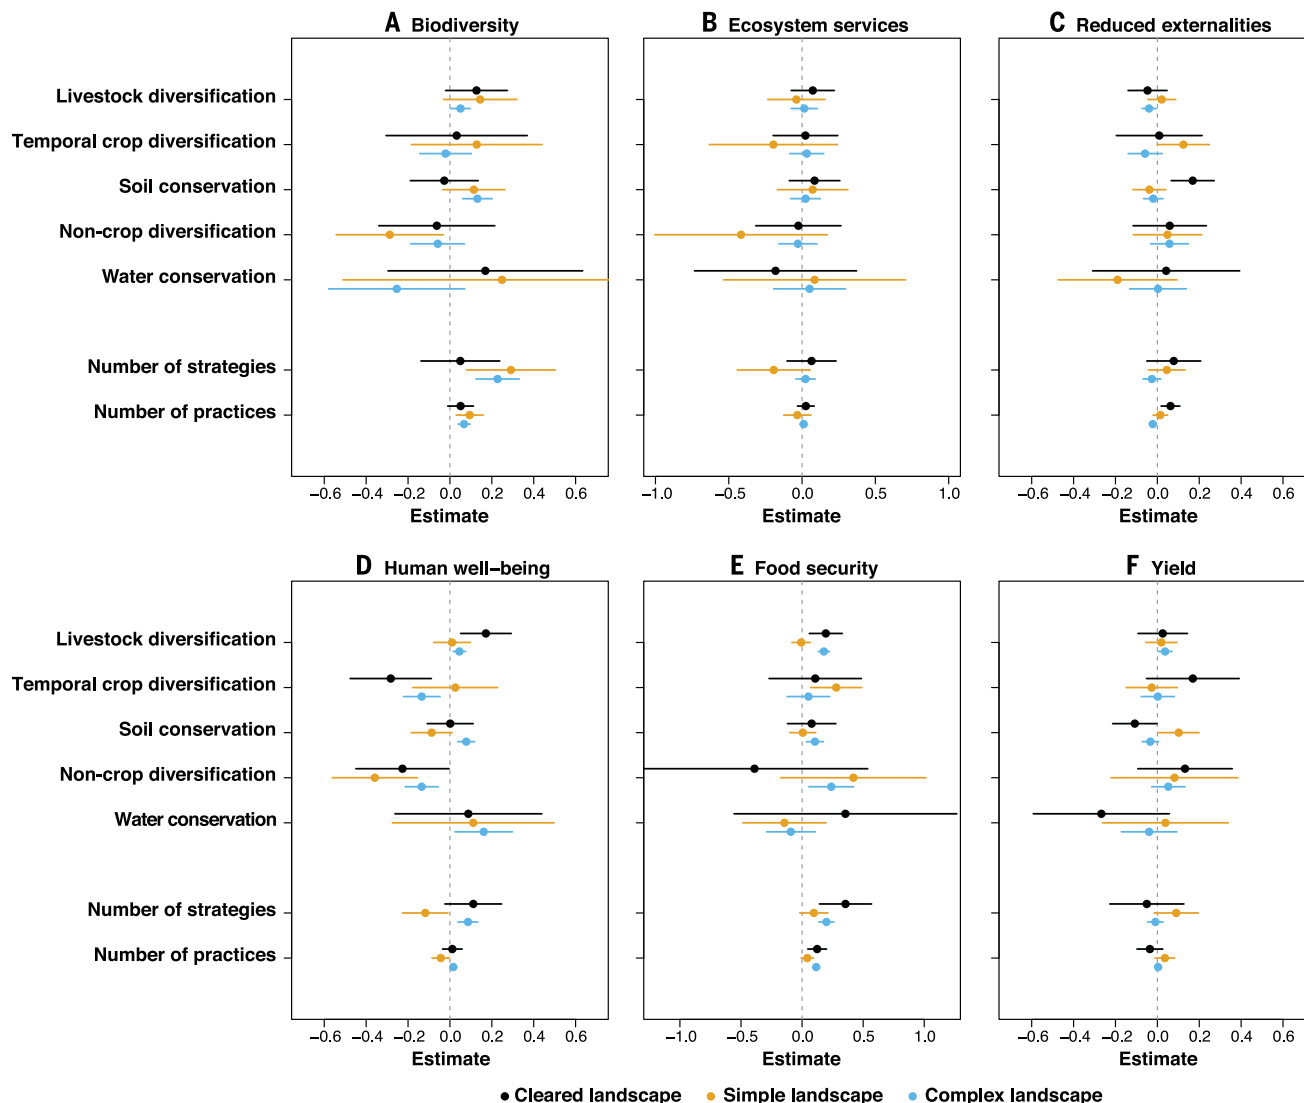 A Biodiversity
B Ecosystem services
C Reduced externalities
Livestock diversification
Temporal crop diversification
Soil conservation
Non-crop diversification
Water conservation
Number of strategies
Number of practices
−0.6 −0.4 −0.2 0.0 0.2 0.4 0.6
−1.0 −0.5 0.0 0.5 1.0
−0.6 −0.4 −0.2 0.0 0.2 0.4 0.6
Estimate
Estimate
Estimate
D Human well−being
E Food security
F Yield
Livestock diversification
Temporal crop diversification
Soil conservation
Non−crop diversification
Water conservation
Number of strategies
Number of practices
−0.6 −0.4 −0.2 0.0 0.2 0.4 0.6
−1.0 −0.5 0.0 0.5 1.0
−0.6 −0.4 −0.2 0.0 0.2 0.4 0.6
Estimate
Estimate
Estimate
Cleared landscape
Simple landscape
Complex landscape